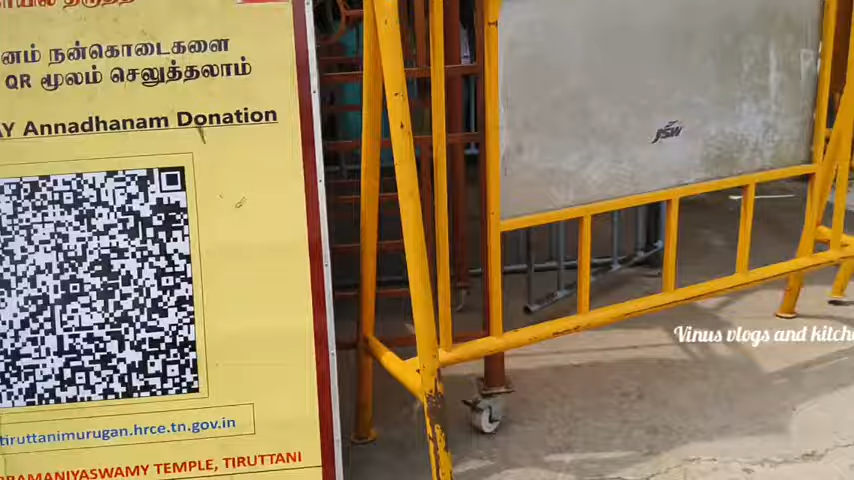 னம் நன்கொடைகளை
QR மூலம் செலுத்தலாம்
Annadhanam Donation
JSW
Vinus vlogs and kitche
tiruttanimurugan.hrce.tn.gov.in
RAMANIYASWAMY TEMPLE, TIRUTTANI